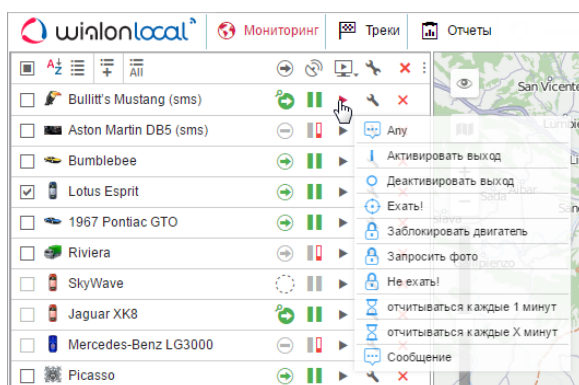 wialon local
Мониторинг
Треки
Отчеты
All
San Vicente
Bullitt's Mustang (sms)
Aston Martin DB5 (sms)
Bumblebee
Lotus Esprit
1967 Pontiac GTO
Riviera
SkyWave
Jaguar XK8
Mercedes-Benz LG3000
Picasso
Any
Активировать выход
Деактивировать выход
Ехать!
Заблокировать двигатель
Запросить фото
Не ехать!
отчитываться каждые 1 минут
отчитываться каждые X минут
Сообщение